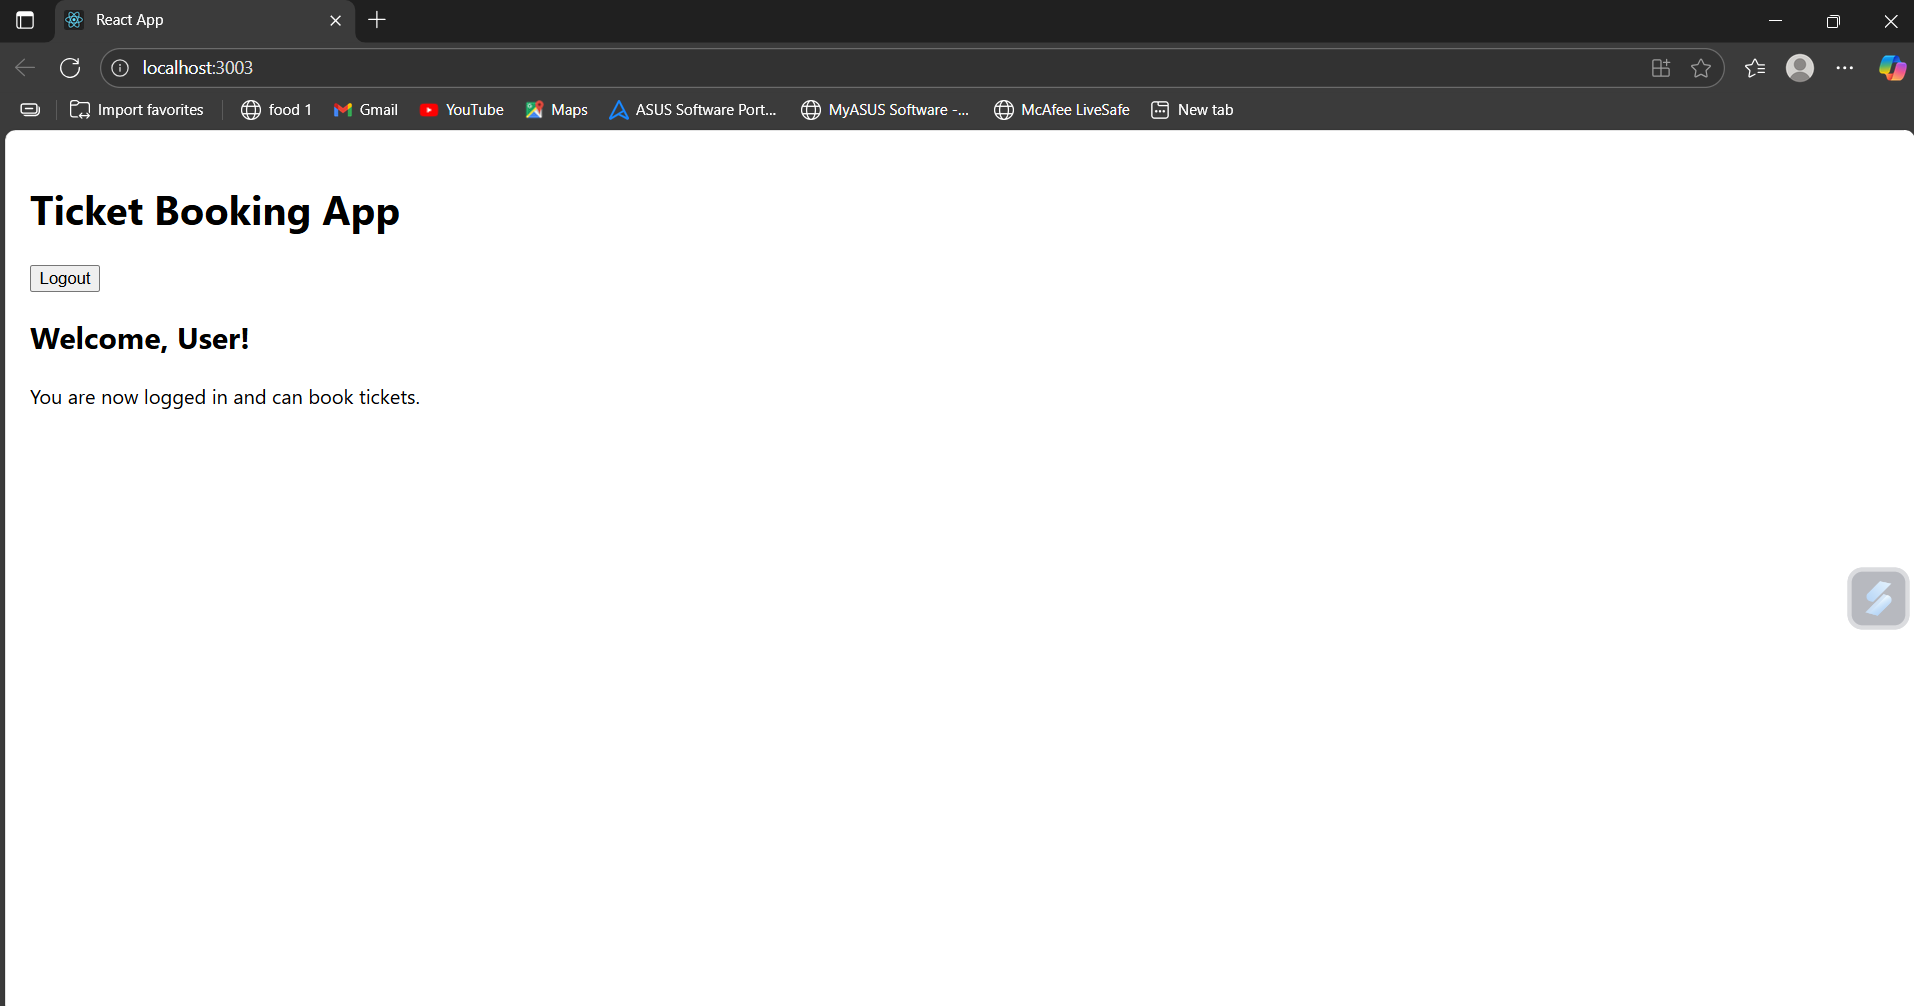 React App
localhost:3003
Import favorites food 1 Gmail YouTube Maps ASUS Software Port... MyASUS Software -... McAfee LiveSafe New tab
Ticket Booking App
Logout
Welcome, User!
You are now logged in and can book tickets.